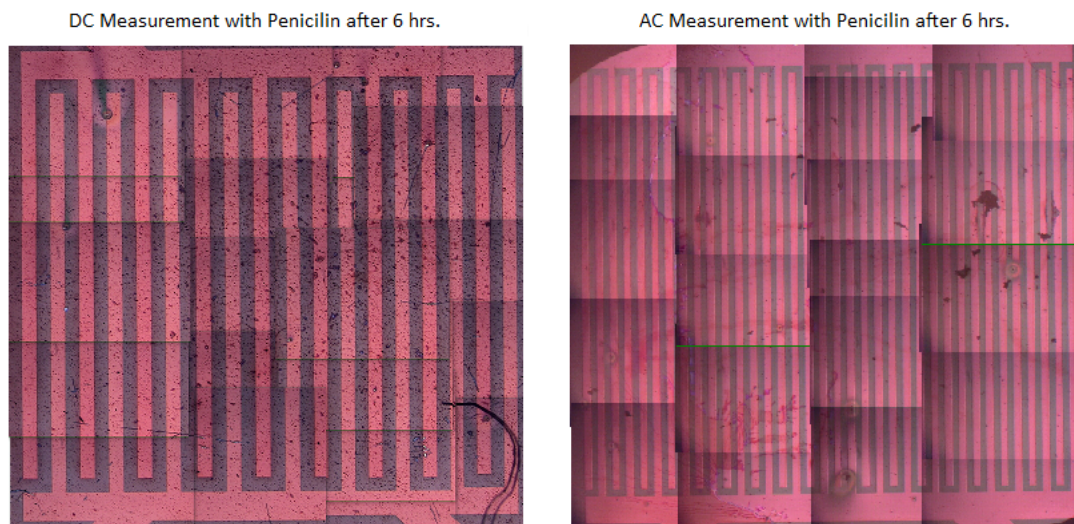 DC Measurement with Penicilin after 6 hrs.
AC Measurement with Penicilin after 6 hrs.